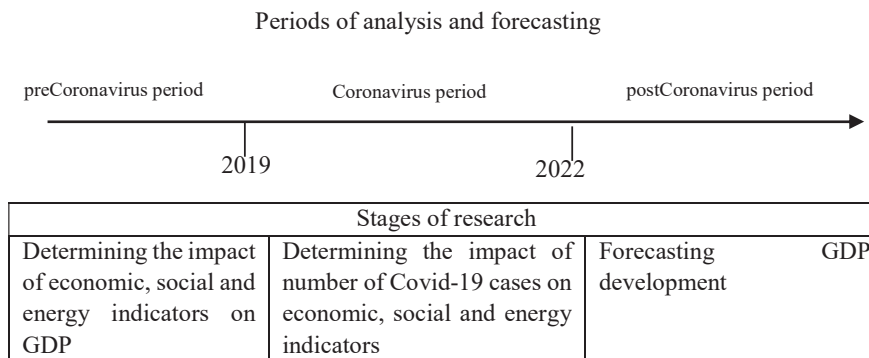 Periods of analysis and forecasting
preCoronavirus period
Coronavirus period
postCoronavirus period
2019
2022
Stages of research
Determining the impact
of economic, social and
energy indicators on
GDP
Determining the impact of
number of Covid-19 cases on
economic, social and energy
indicators
Forecasting GDP
development